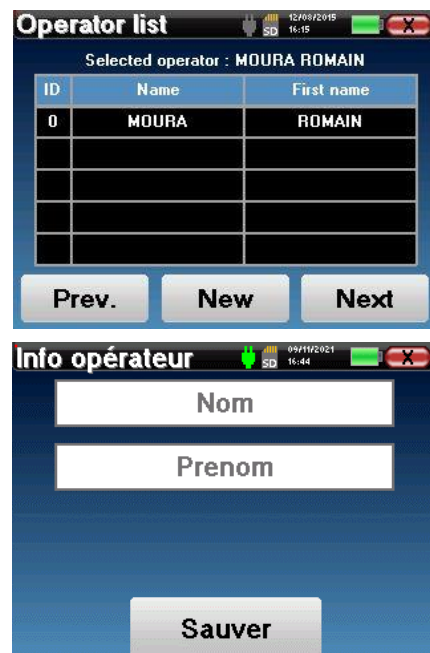 Operator list
SD
12/08/2015
16:15
X
Selected operator : MOURA ROMAIN
ID Name First name
0 MOURA ROMAIN
Prev. New Next
Info opérateur
SD
09/11/2021
16:44
X
Nom
Prenom
Sauver